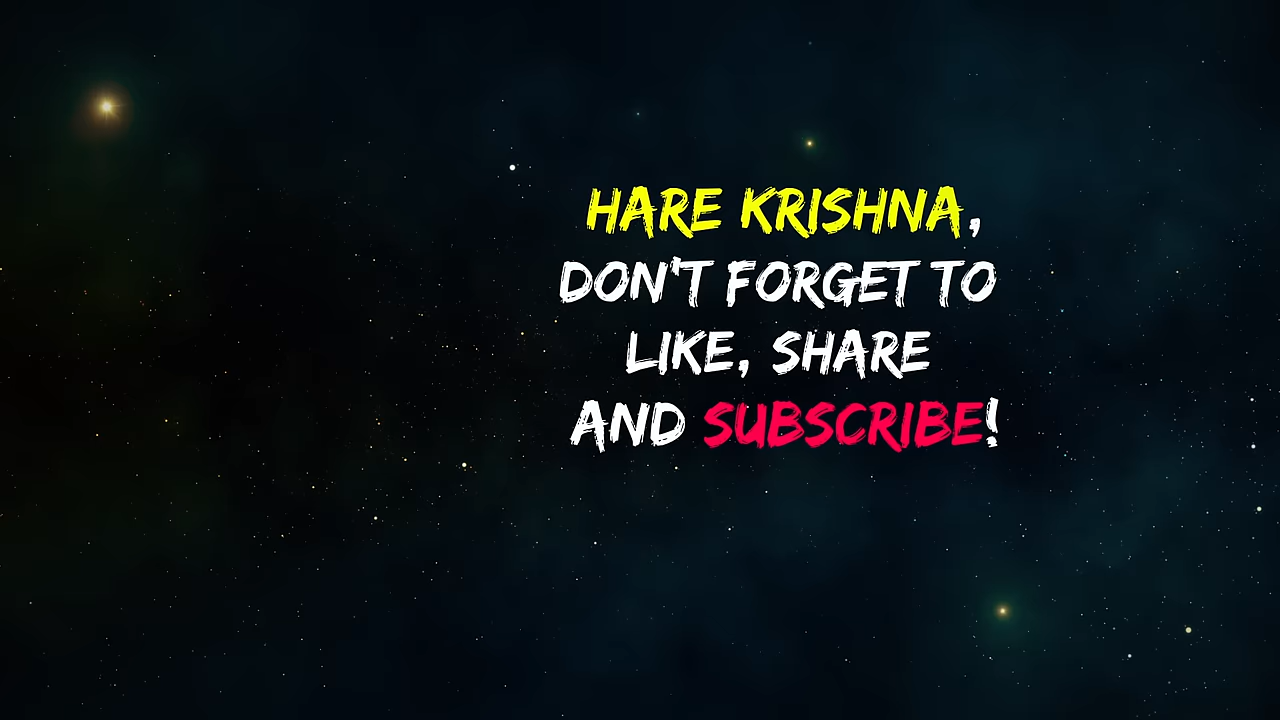 HARE KRISHNA,
DON'T FORGET TO
LIKE, SHARE
AND SUBSCRIBE!